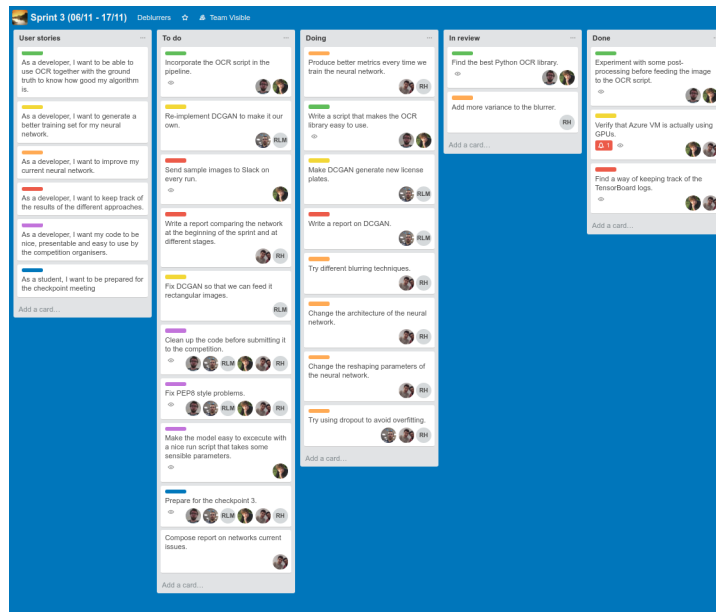 Sprint 3 (06/11 - 17/11) Deblurrers Team Visible
User stories
As a developer, I want to be able to
use OCR together with the ground
truth to know how good my algorithm
is.
As a developer, I want to generate a
better training set for my neural
network.
As a developer, I want to improve my
current neural network.
As a developer, I want to keep track of
the results of the different approaches.
As a developer, I want my code to be
nice, presentable and easy to use by
the competition organisers.
As a student, I want to be prepared for
the checkpoint meeting
Add a card...
To do
Incorporate the OCR script in the
pipeline.
Re-implement DCGAN to make it our
own.
RLM
Send sample images to Slack on
every run.
Write a report comparing the network
at the beginning of the sprint and at
different stages.
RH
Fix DCGAN so that we can feed it
rectangular images.
RLM
Clean up the code before submitting it
to the competition.
RLM RH
Fix PEP8 style problems.
RLM RH
Make the model easy to excecute with
a nice run script that takes some
sensible parameters.
Prepare for the checkpoint 3.
RLM RH
Compose report on networks current
issues.
Add a card...
Doing
Produce better metrics every time we
train the neural network.
RH
Write a script that makes the OCR
library easy to use.
Make DCGAN generate new license
plates.
RLM
Write a report on DCGAN.
RLM
Try different blurring techniques.
RH
Change the architecture of the neural
network.
RH
Change the reshaping parameters of
the neural network.
RH
Try using dropout to avoid overfitting.
RH
Add a card...
In review
Find the best Python OCR library.
Add more variance to the blurrer.
RH
Add a card...
Done
Experiment with some post-
processing before feeding the image
to the OCR script.
Verify that Azure VM is actually using
GPUs.
1
Find a way of keeping track of the
TensorBoard logs.
Add a card...